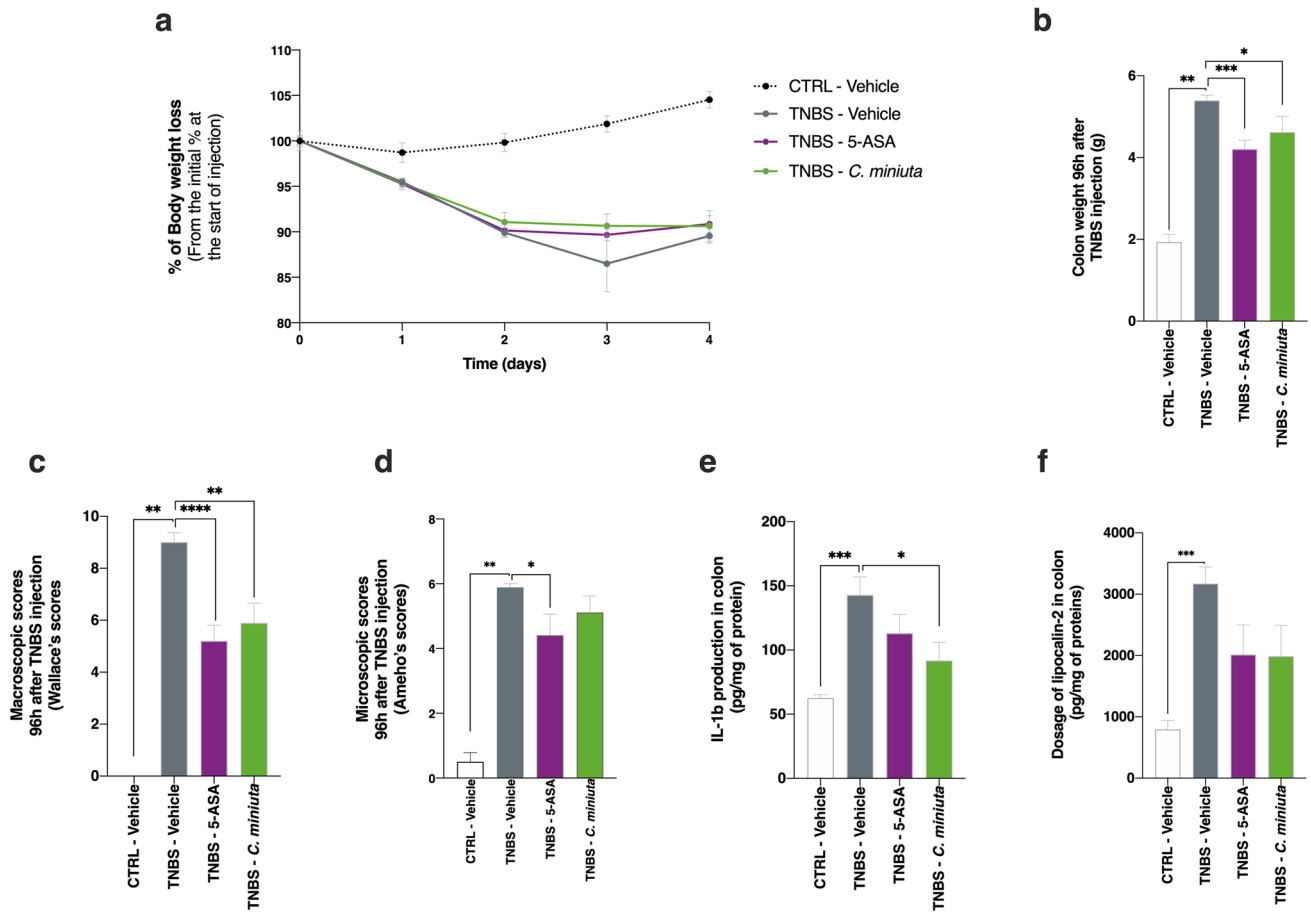 a
110
105
100
95
90
85
80
0
1
2
3
4
Time (days)
% of Body weight loss
(From the initial % at
the start of injection)
CTRL - Vehicle
TNBS - Vehicle
TNBS - 5-ASA
TNBS - C. miniuta
b
6
4
2
0
Colon weight 96h after
TNBS injection (g)
**
***
*
CTRL - Vehicle
TNBS - Vehicle
TNBS - 5-ASA
TNBS - C. miniuta
c
10
8
6
4
2
0
Macroscopic scores
96h after TNBS injection
(Wallace's scores)
**
****
**
CTRL - Vehicle
TNBS - Vehicle
TNBS - 5-ASA
TNBS - C. miniuta
d
8
6
4
2
0
Microscopic scores
96h after TNBS injection
(Ameho's scores)
**
*
CTRL - Vehicle
TNBS - Vehicle
TNBS - 5-ASA
TNBS - C. miniuta
e
200
150
100
50
0
IL-1b production in colon
(pg/mg of protein)
***
*
CTRL - Vehicle
TNBS - Vehicle
TNBS - 5-ASA
TNBS - C. miniuta
f
4000
3000
2000
1000
0
Dosage of lipocalin-2 in colon
(pg/mg of proteins)
***
CTRL - Vehicle
TNBS - Vehicle
TNBS - 5-ASA
TNBS - C. miniuta